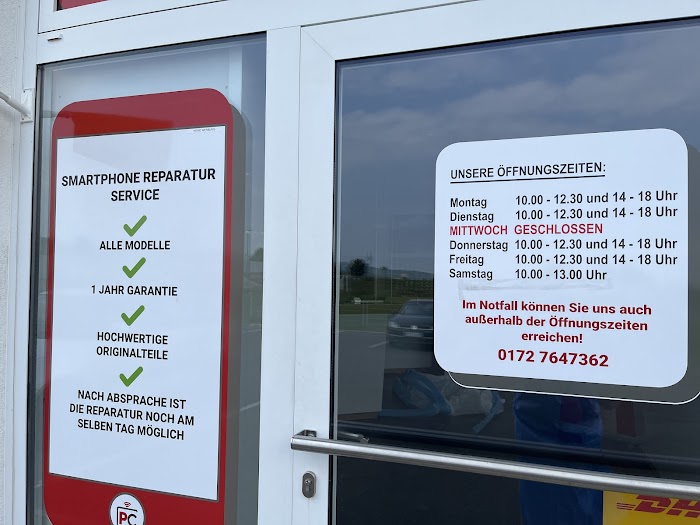 SMARTPHONE REPARATUR
SERVICE
ALLE MODELLE
1 JAHR GARANTIE
HOCHWERTIGE
ORIGINALTEILE
NACH ABSPRACHE IST
DIE REPARATUR NOCH AM
SELBEN TAG MÖGLICH
PC
UNSERE ÖFFNUNGSZEITEN:
Montag 10.00 - 12.30 und 14 - 18 Uhr
Dienstag 10.00 - 12.30 und 14 - 18 Uhr
MITTWOCH GESCHLOSSEN
Donnerstag 10.00 - 12.30 und 14 - 18 Uhr
Freitag 10.00 - 12.30 und 14 - 18 Uhr
Samstag 10.00 - 13.00 Uhr
Im Notfall können Sie uns auch
außerhalb der Öffnungszeiten
erreichen!
0172 7647362
DHL